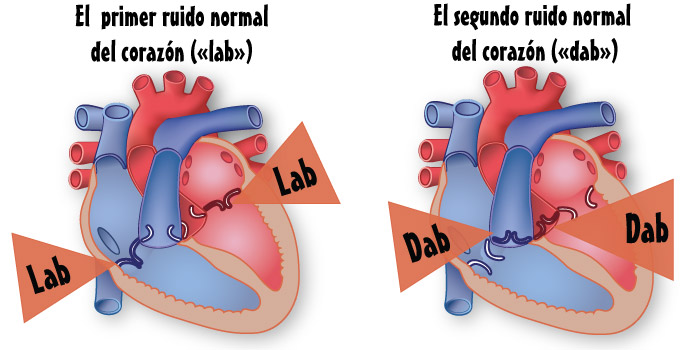 El primer ruido normal
del corazón («lab»)
Lab
Lab
El segundo ruido normal
del corazón («dab»)
Dab
Dab